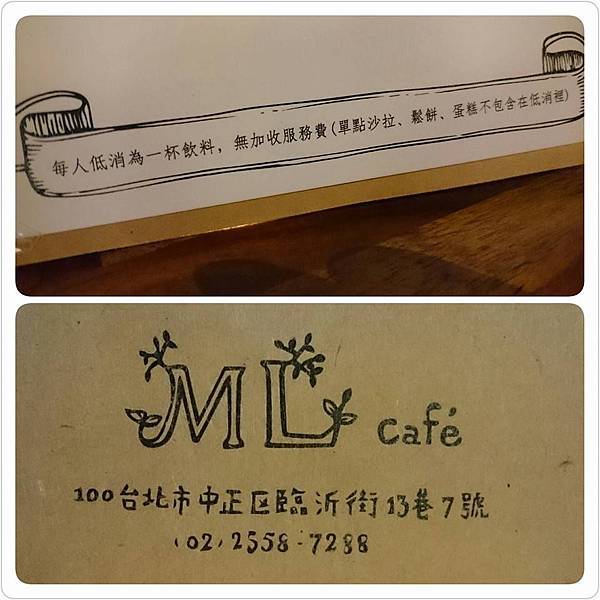 每人低消為一杯飲料，無加收服務費(單點沙拉、鬆餅、蛋糕不包含在低消裡)
ML café
100台北市中正区臨沂街13巷7號
(02)2558-7288